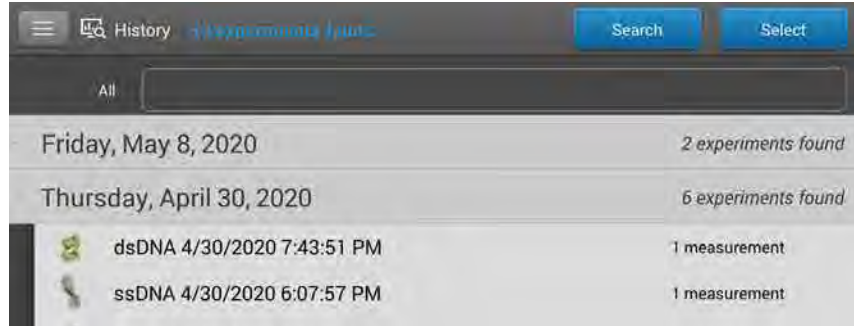 History experiments found Search Select
All
Friday, May 8, 2020 2 experiments found
Thursday, April 30, 2020 6 experiments found
dsDNA 4/30/2020 7:43:51 PM 1 measurement
ssDNA 4/30/2020 6:07:57 PM 1 measurement